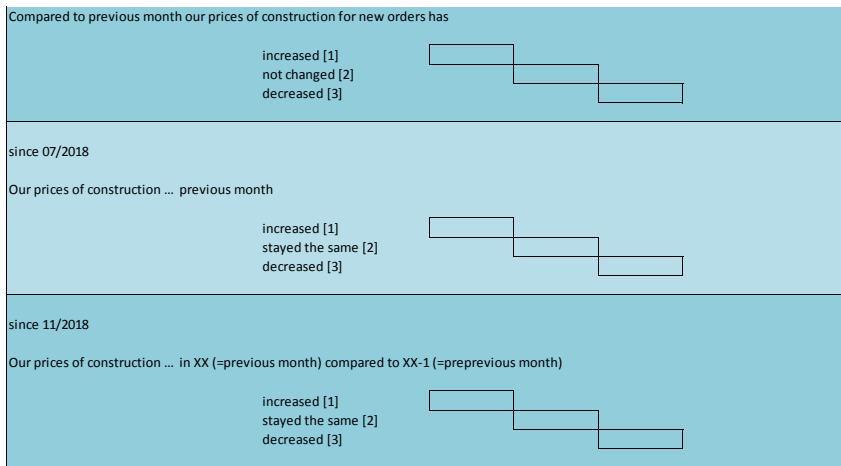 Compared to previous month our prices of construction for new orders has
increased [1]
not changed [2]
decreased [3]
since 07/2018
Our prices of construction … previous month
increased [1]
stayed the same [2]
decreased [3]
since 11/2018
Our prices of construction … in XX (=previous month) compared to XX-1 (=preprevious month)
increased [1]
stayed the same [2]
decreased [3]